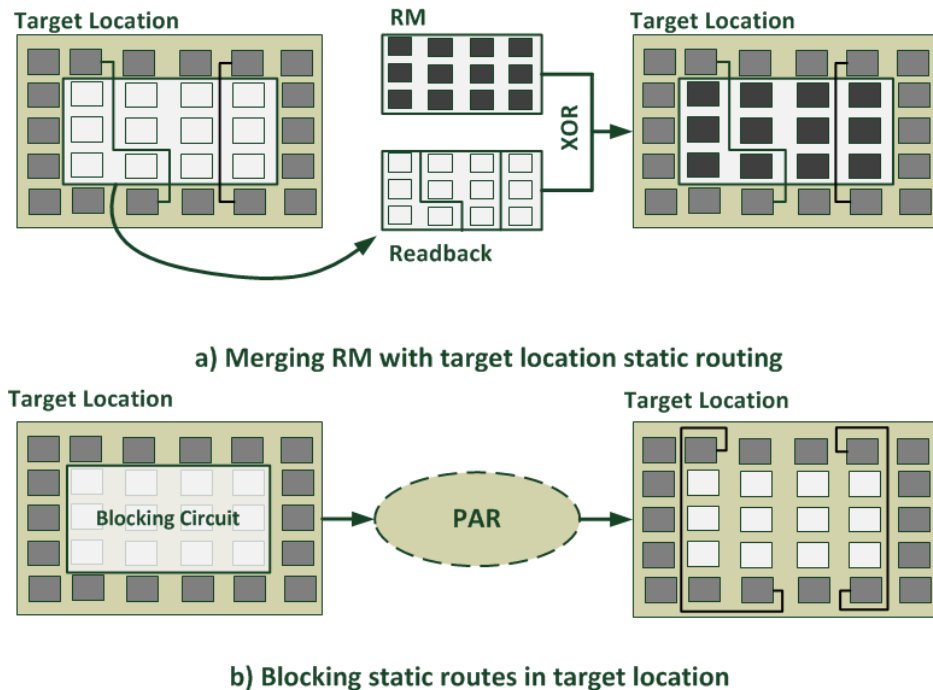 Target Location
RM
Target Location
XOR
Readback
a) Merging RM with target location static routing
Target Location
Target Location
Blocking Circuit
PAR
b) Blocking static routes in target location